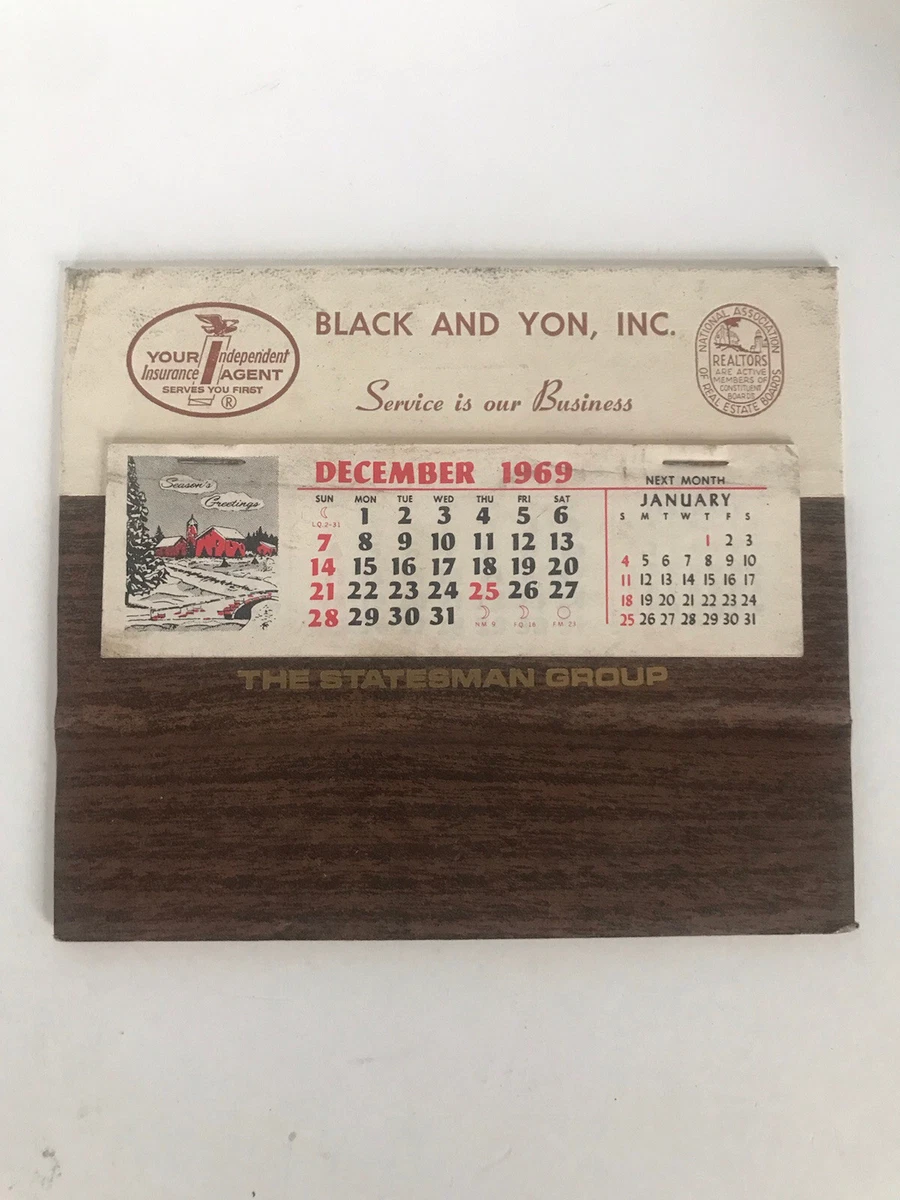 BLACK AND YON, INC.
Service is our Business
YOUR Independent
Insurance AGENT
SERVES YOU FIRST
®
NATIONAL ASSOCIATION
OF REAL ESTATE BOARDS
REALTORS
ARE ACTIVE
MEMBERS OF
CONSTITUENT
BOARDS
Season's
Greetings
DECEMBER 1969
SUN MON TUE WED THU FRI SAT
L.Q. 2-31 1 2 3 4 5 6
7 8 9 10 11 12 13
14 15 16 17 18 19 20
21 22 23 24 25 26 27
28 29 30 31 N.M. 9 F.Q. 16 F.M. 23
NEXT MONTH
JANUARY
S M T W T F S
1 2 3
4 5 6 7 8 9 10
11 12 13 14 15 16 17
18 19 20 21 22 23 24
25 26 27 28 29 30 31
THE STATESMAN GROUP